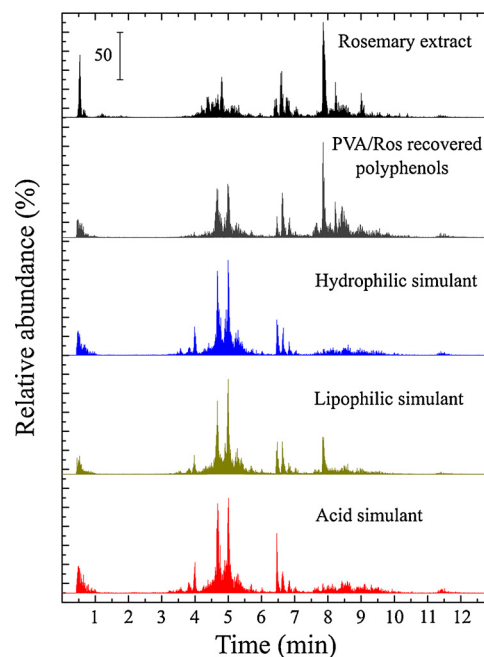 50
Rosemary extract
PVA/Ros recovered
polyphenols
Hydrophilic simulant
Lipophilic simulant
Acid simulant
Relative abundance (%)
1 2 3 4 5 6 7 8 9 10 11 12
Time (min)